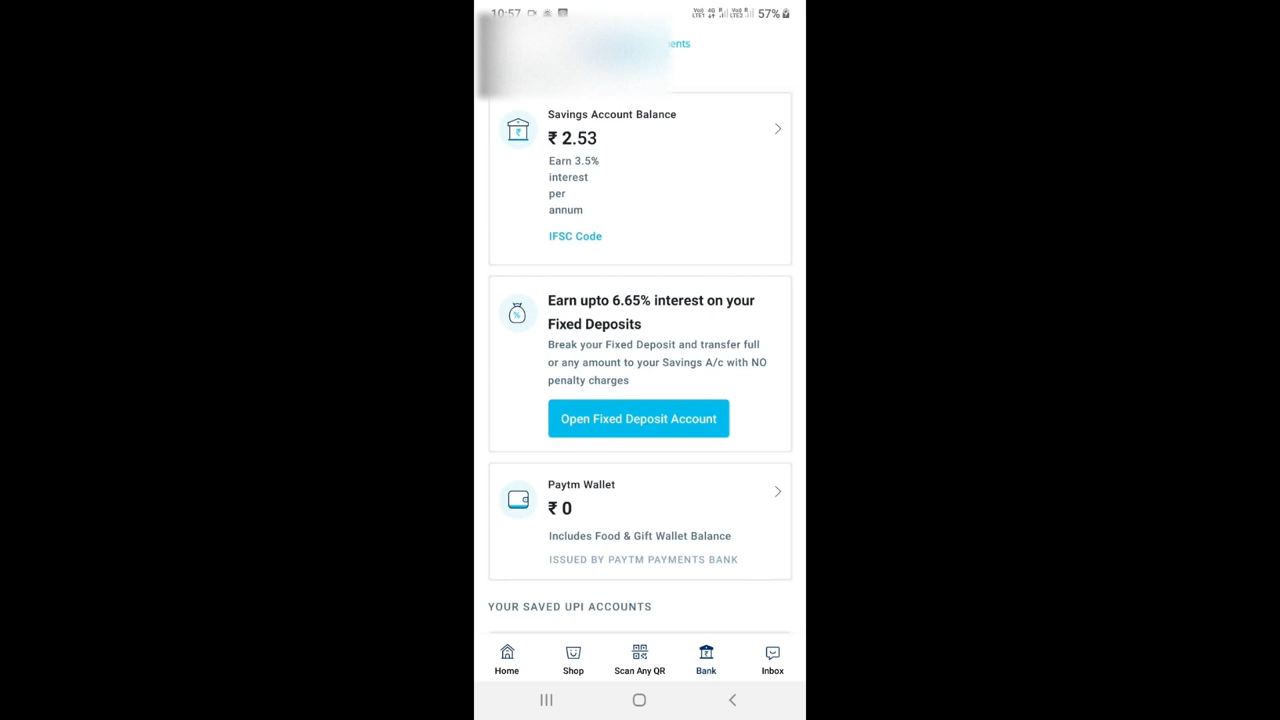 10:57
57%
Savings Account Balance
₹ 2.53
Earn 3.5%
interest
per
annum
IFSC Code
Earn upto 6.65% interest on your
Fixed Deposits
Break your Fixed Deposit and transfer full
or any amount to your Savings A/c with NO
penalty charges
Open Fixed Deposit Account
Paytm Wallet
₹ 0
Includes Food & Gift Wallet Balance
ISSUED BY PAYTM PAYMENTS BANK
YOUR SAVED UPI ACCOUNTS
Home Shop Scan Any QR Bank Inbox